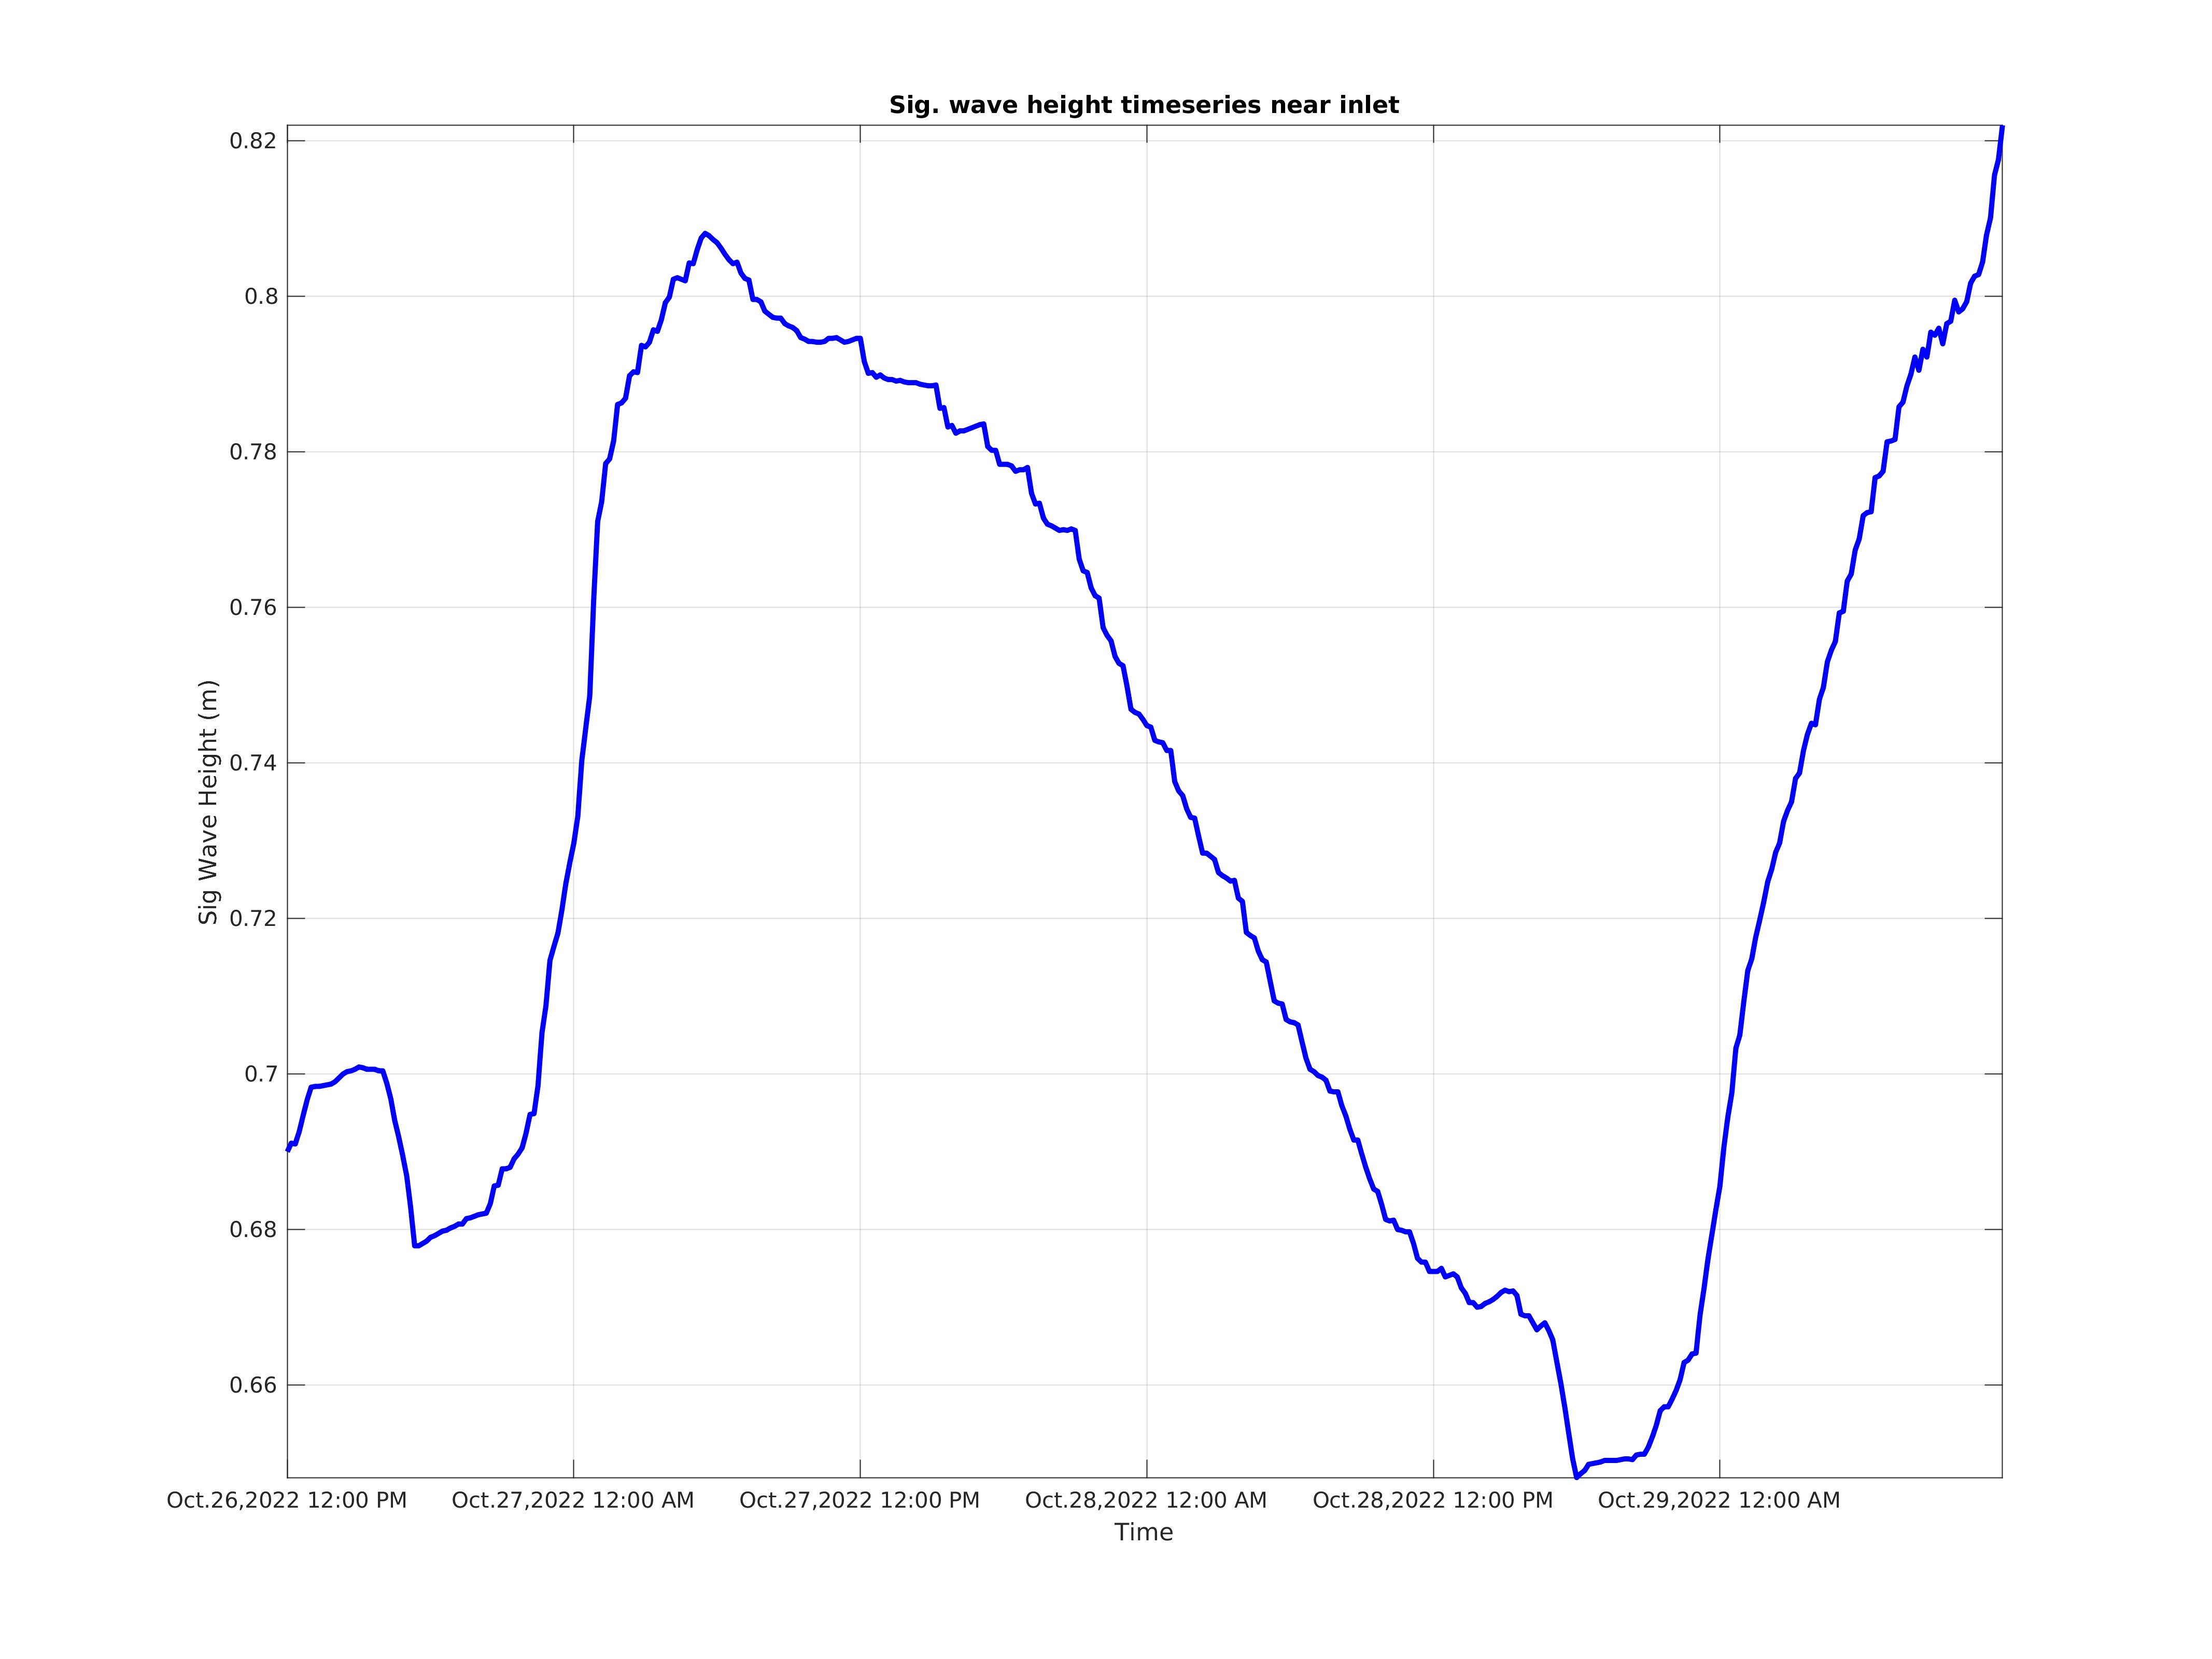 Sig. wave height timeseries near inlet
0.82
0.8
0.78
0.76
0.74
0.72
0.7
0.68
0.66
Sig Wave Height (m)
Oct.26,2022 12:00 PM
Oct.27,2022 12:00 AM
Oct.27,2022 12:00 PM
Oct.28,2022 12:00 AM
Oct.28,2022 12:00 PM
Oct.29,2022 12:00 AM
Time